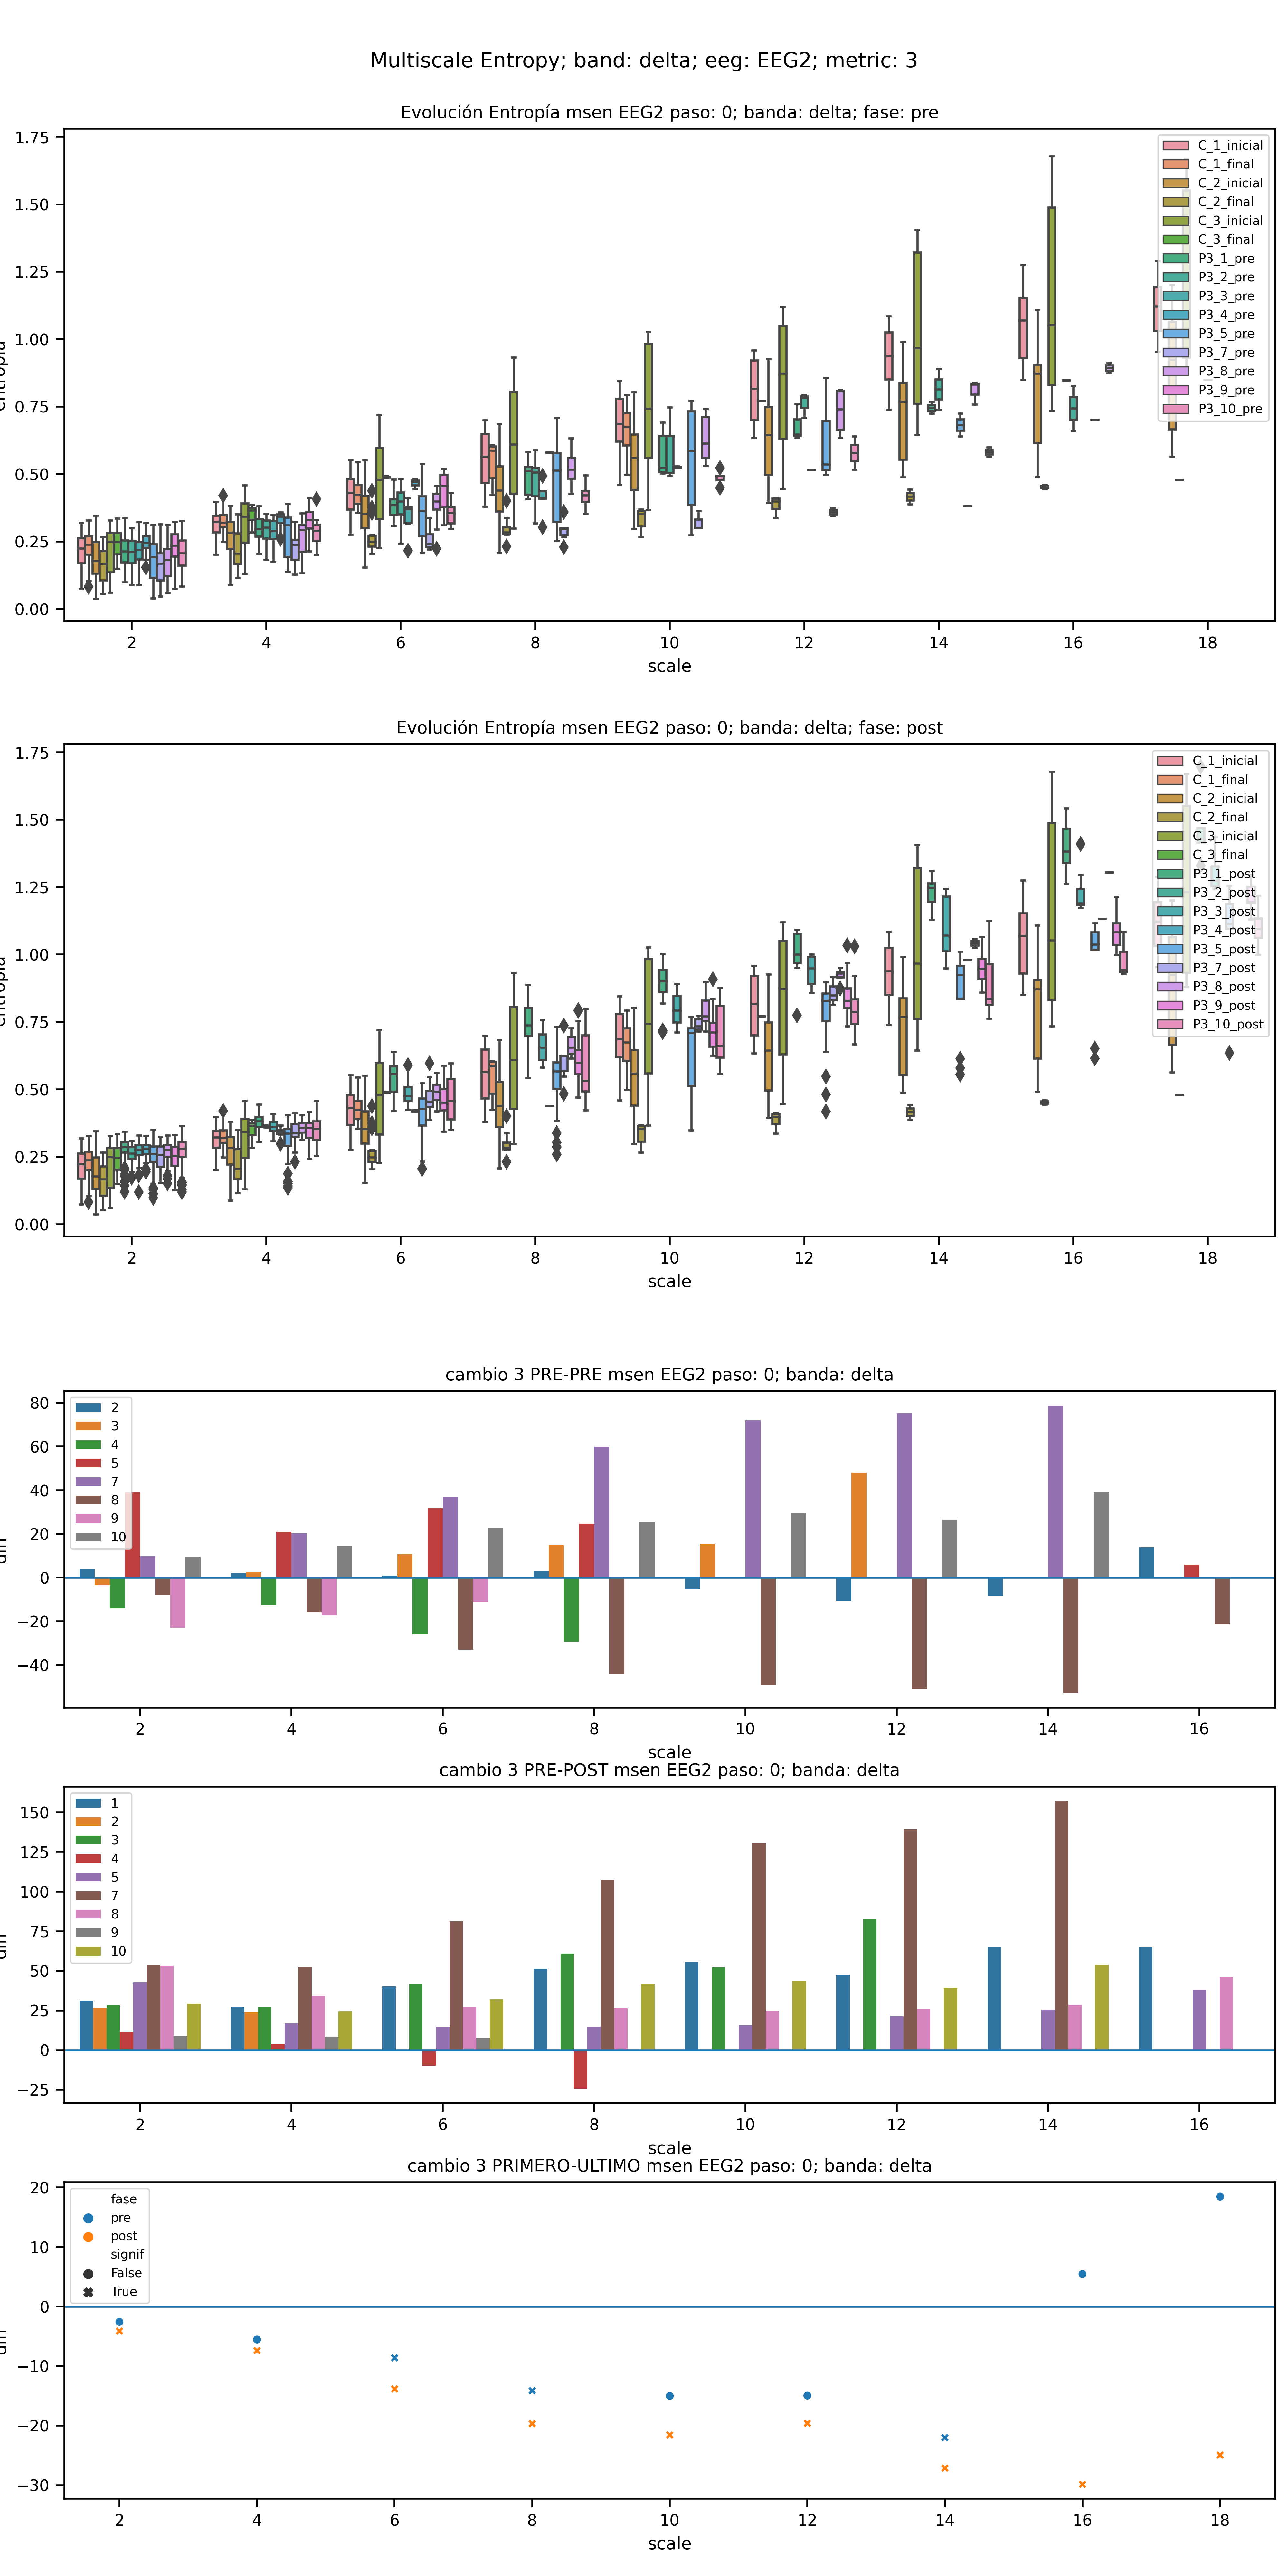 Multiscale Entropy; band: delta; eeg: EEG2; metric: 3
Evolución Entropía msen EEG2 paso: 0; banda: delta; fase: pre
1.75
1.50
1.25
1.00
0.75
0.50
0.25
0.00
C_1_inicial
C_1_final
C_2_inicial
C_2_final
C_3_inicial
C_3_final
P3_1_pre
P3_2_pre
P3_3_pre
P3_4_pre
P3_5_pre
P3_7_pre
P3_8_pre
P3_9_pre
P3_10_pre
2 4 6 8 10 12 14 16 18
scale
Evolución Entropía msen EEG2 paso: 0; banda: delta; fase: post
1.75
1.50
1.25
1.00
0.75
0.50
0.25
0.00
C_1_inicial
C_1_final
C_2_inicial
C_2_final
C_3_inicial
C_3_final
P3_1_post
P3_2_post
P3_3_post
P3_4_post
P3_5_post
P3_7_post
P3_8_post
P3_9_post
P3_10_post
2 4 6 8 10 12 14 16 18
scale
cambio 3 PRE-PRE msen EEG2 paso: 0; banda: delta
80
60
40
20
0
−20
−40
2
3
4
5
7
8
9
10
2 4 6 8 10 12 14 16
scale
cambio 3 PRE-POST msen EEG2 paso: 0; banda: delta
150
125
100
75
50
25
0
−25
1
2
3
4
5
7
8
9
10
2 4 6 8 10 12 14 16
scale
cambio 3 PRIMERO-ULTIMO msen EEG2 paso: 0; banda: delta
20
10
0
−10
−20
−30
fase
pre
post
signif
False
True
2 4 6 8 10 12 14 16 18
scale